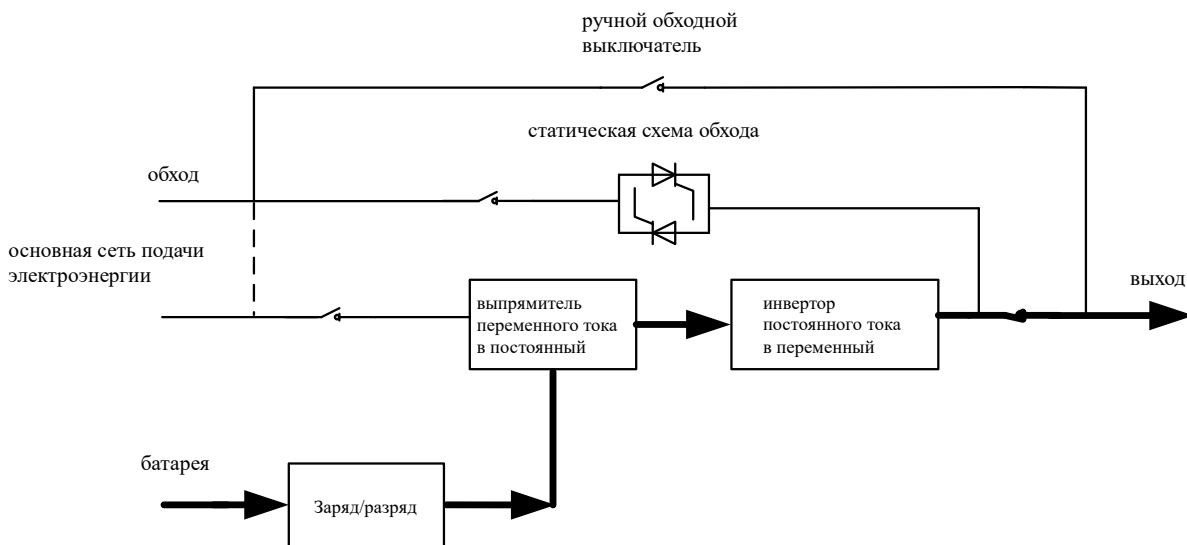 ручной обходной
выключатель
статическая схема обхода
обход
основная сеть подачи
электроэнергии
выход
выпрямитель
переменного тока
в постоянный
инвертор
постоянного тока
в переменный
батарея
Заряд/разряд